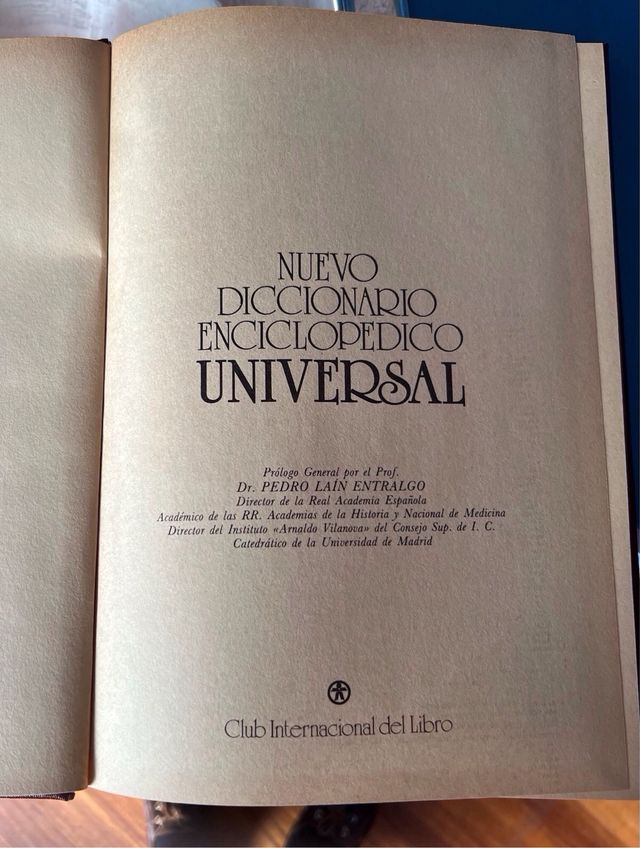 NUEVO
DICCIONARIO
ENCICLOPEDICO
UNIVERSAL
Prólogo General por el Prof.
Dr. PEDRO LAÍN ENTRALGO
Director de la Real Academia Española
Académico de las RR. Academias de la Historia y Nacional de Medicina
Director del Instituto «Arnaldo Vilanova» del Consejo Sup. de I. C.
Catedrático de la Universidad de Madrid
Club Internacional del Libro